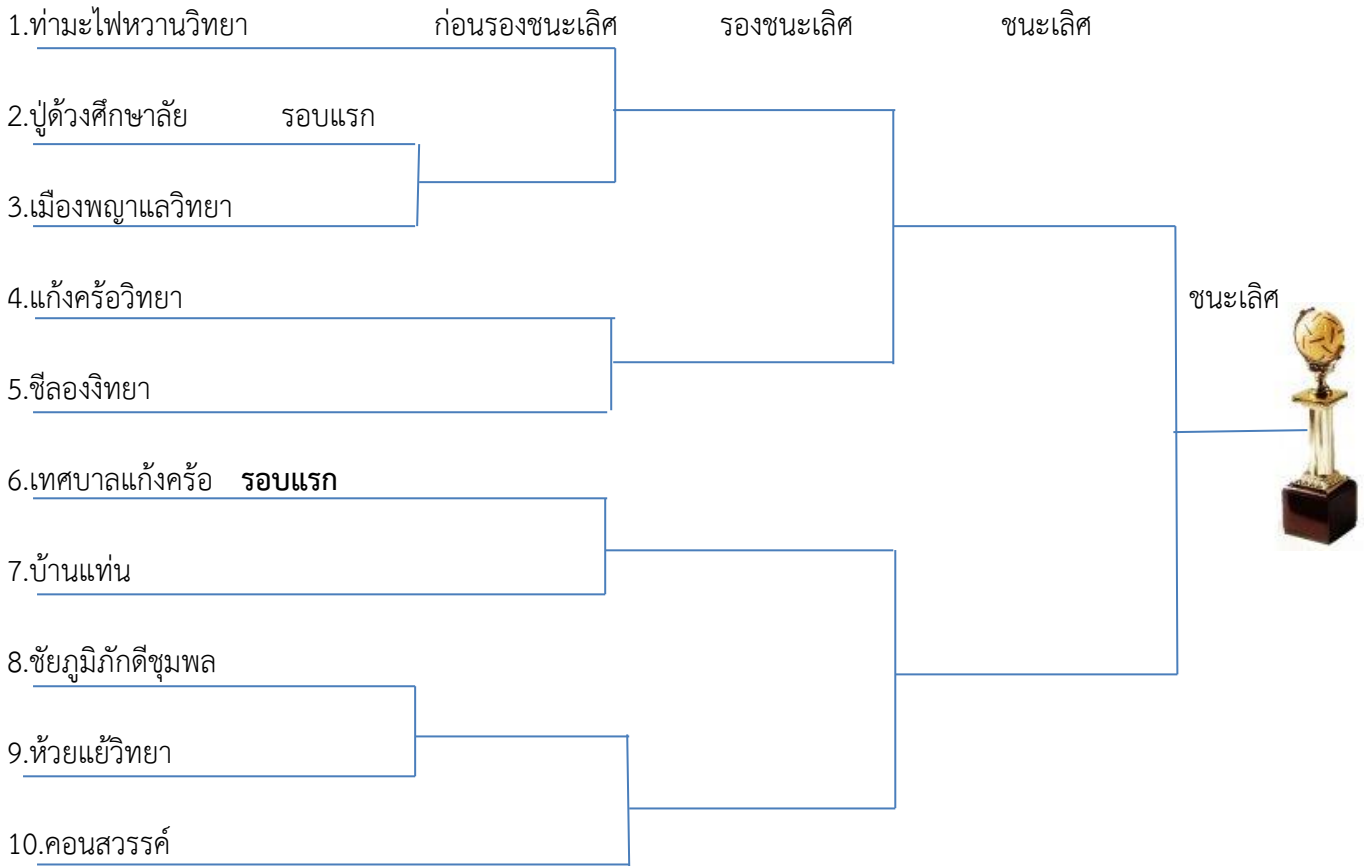 1.ท่ามะไฟหวานวิทยา ก่อนรองชนะเลิศ รองชนะเลิศ ชนะเลิศ
2.ปู่ด้วงศึกษาลัย รอบแรก
3.เมืองพญาแลวิทยา
4.แก้งคร้อวิทยา
ชนะเลิศ
5.ชีลองงิทยา
6.เทศบาลแก้งคร้อ รอบแรก
7.บ้านแท่น
8.ชัยภูมิภักดีชุมพล
9.ห้วยแย้วิทยา
10.คอนสวรรค์